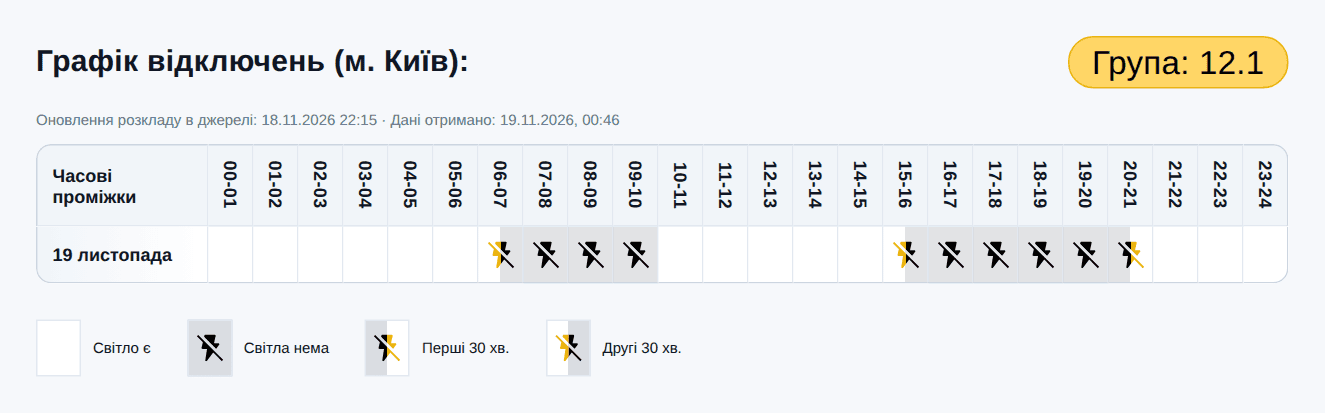 Графік відключень (м. Київ):
Група: 12.1
Оновлення розкладу в джерелі: 18.11.2026 22:15 · Дані отримано: 19.11.2026, 00:46
Часові
проміжки
00-01
01-02
02-03
03-04
04-05
05-06
06-07
07-08
08-09
09-10
10-11
11-12
12-13
13-14
14-15
15-16
16-17
17-18
18-19
19-20
20-21
21-22
22-23
23-24
19 листопада
Світло є
Світла нема
Перші 30 хв.
Другі 30 хв.